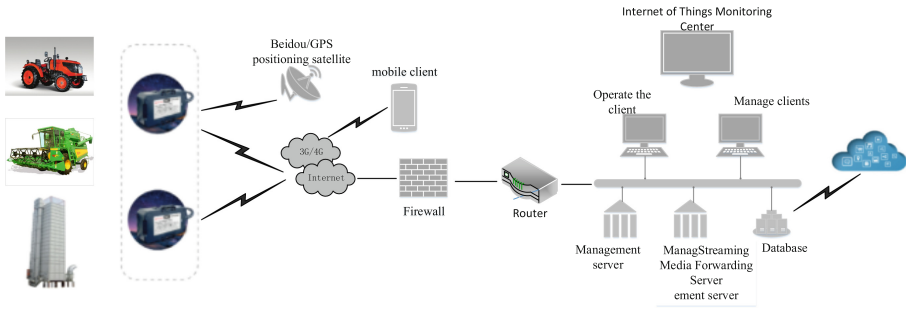 Internet of Things Monitoring
Center
Beidou/GPS
positioning satellite
mobile client
Operate the
client
Manage clients
3G/4G
Internet
Firewall
Router
Management
server
ManagStreaming
Media Forwarding
Server
ement server
Database